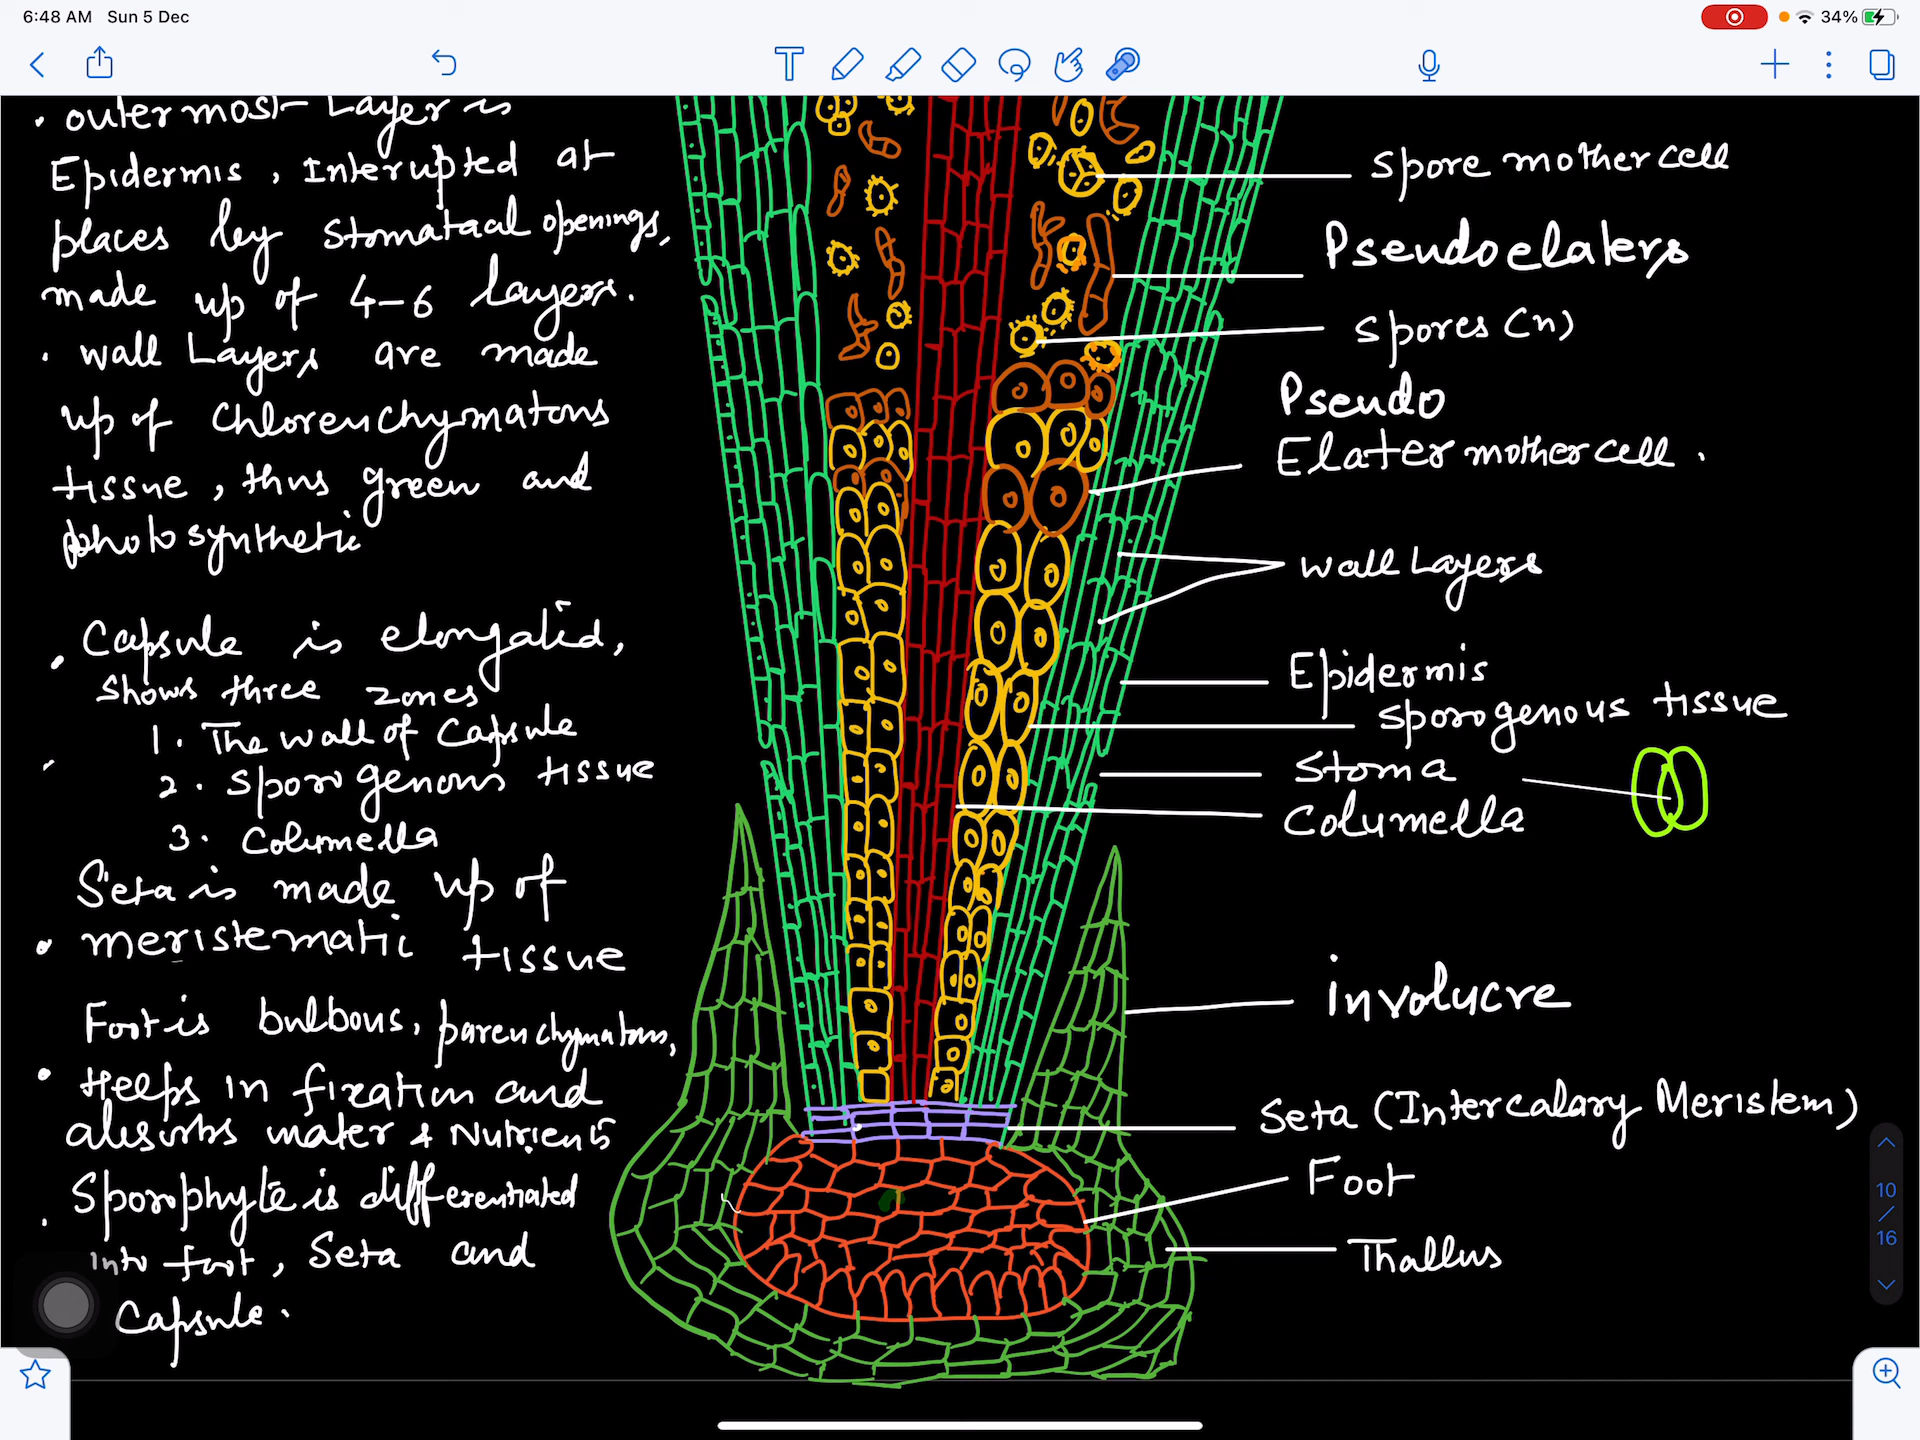 6:48 AM Sun 5 Dec
34%
· outermost Layer is
Epidermis, Interupted at
places by stomataal openings,
made up of 4-6 layers.
· wall Layers are made
up of Chlorenchymatous
tissue, thus green and
photosynthetic
· Capsule is elongated,
shows three zones
1. The wall of Capsule
2. Sporogenous tissue
3. Columella
Seta is made up of
· meristematic tissue
Foot is bulbous, parenchymatous,
· Helps in fixation and
absorbs water & Nutrients
Sporophyte is differentiated
· Into foot, Seta and
Capsule.
Spore mother cell
Pseudoelaters
Spores (n)
Pseudo
Elater mother cell.
wall Layers
Epidermis
Sporogenous tissue
Stoma
Columella
involucre
Seta (Intercalary Meristem)
Foot
Thallus
10
/
16